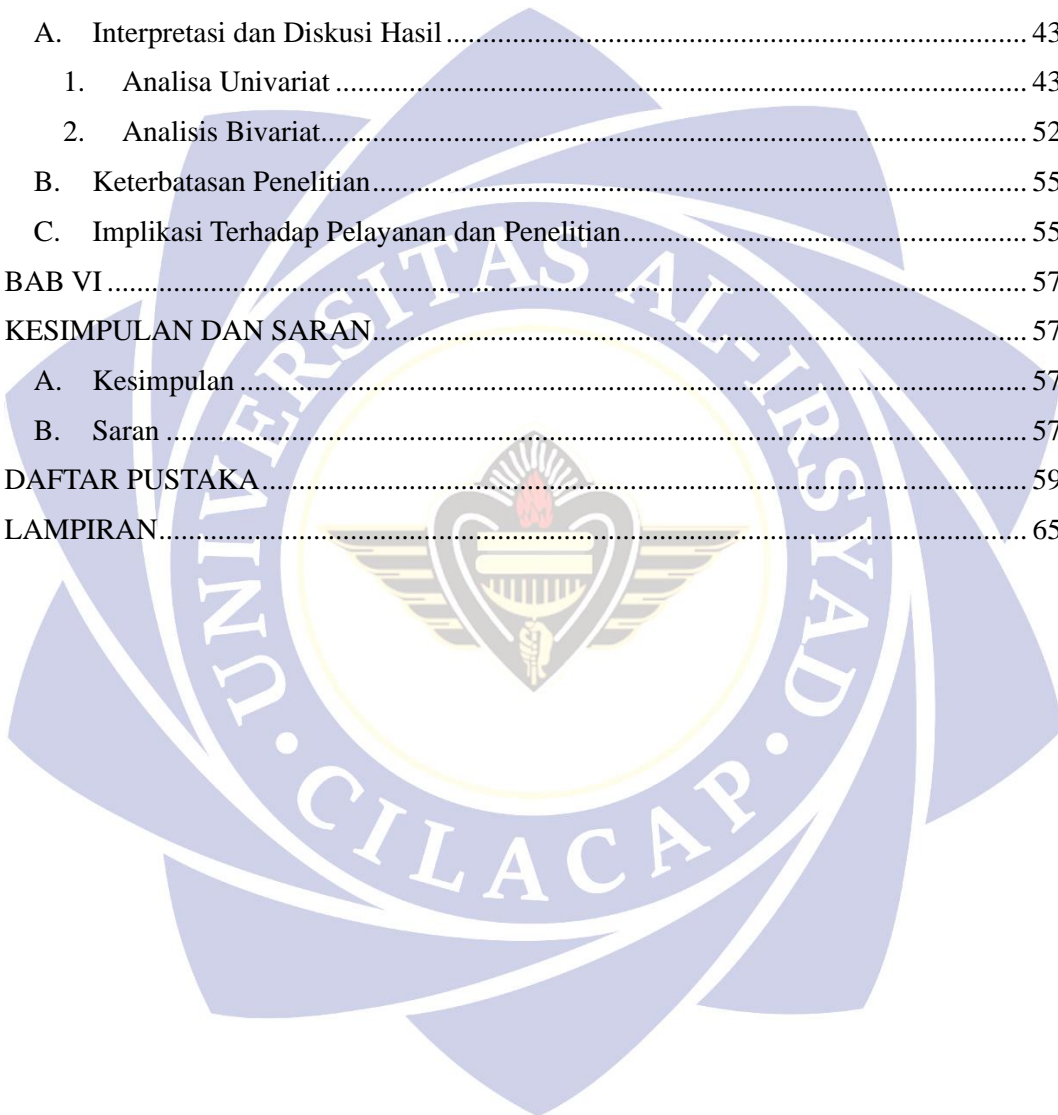 A. Interpretasi dan Diskusi Hasil ........................................................................................ 43
1. Analisa Univariat ........................................................................................ 43
2. Analisis Bivariat ........................................................................................ 52
B. Keterbatasan Penelitian ........................................................................................ 55
C. Implikasi Terhadap Pelayanan dan Penelitian ........................................................................................ 55
BAB VI ........................................................................................ 57
KESIMPULAN DAN SARAN ........................................................................................ 57
A. Kesimpulan ........................................................................................ 57
B. Saran ........................................................................................ 57
DAFTAR PUSTAKA ........................................................................................ 59
LAMPIRAN ........................................................................................ 65
UNIVERSITAS AL-IRSYAD
• CILACAP •